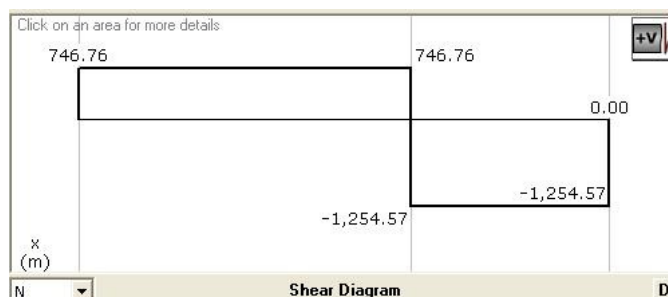 Click on an area for more details
746.76
746.76
+V
0.00
-1,254.57
-1,254.57
x
(m)
N
Shear Diagram
D